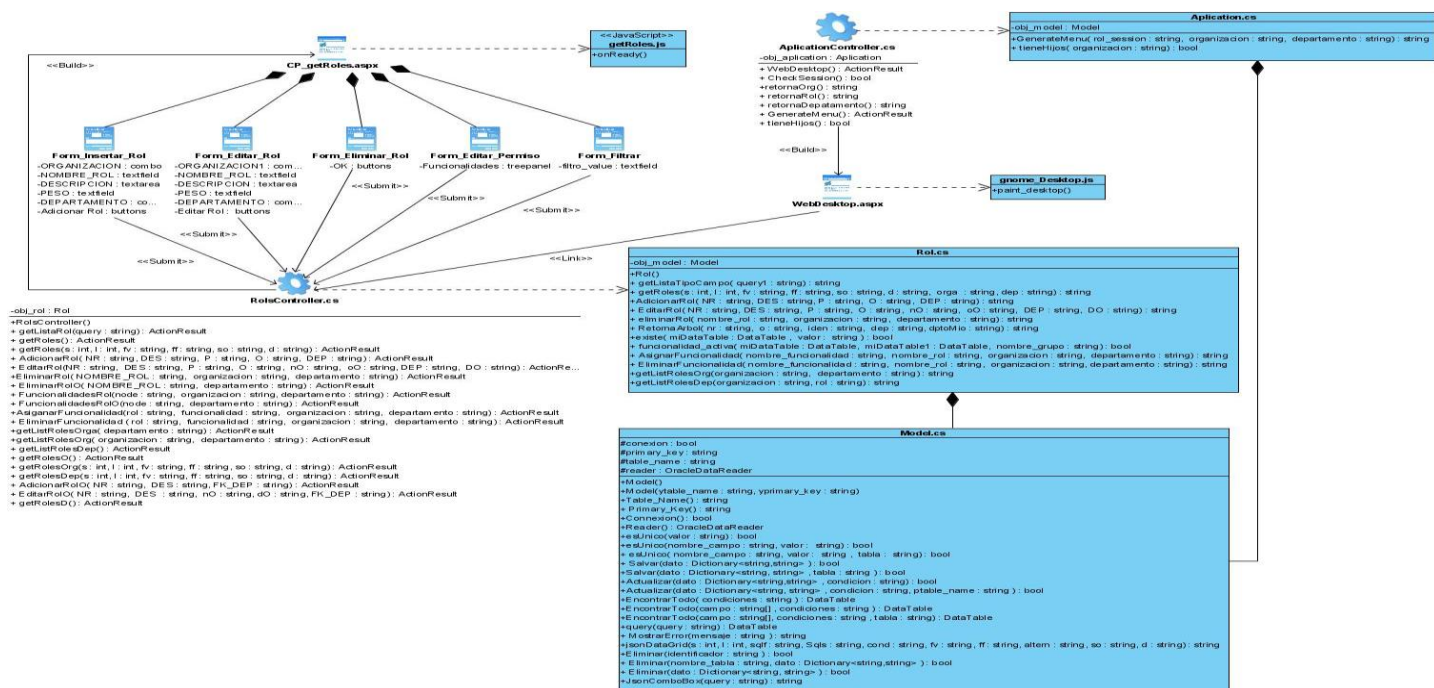 <<JavaScript>>
getRoles.js
+onReady()
<<Build>>
CP_getRoles.aspx
Form_Insertar_Rol
-ORGANIZACION : combo
-NOMBRE_ROL : textfield
-DESCRIPCION : textarea
-PESO : textfield
-DEPARTAMENTO : co...
-Adicionar Rol : buttons
Form_Editar_Rol
-ORGANIZACION1 : com...
-NOMBRE_ROL : textfield
-DESCRIPCION : textarea
-PESO : textfield
-DEPARTAMENTO : com...
-Editar Rol : buttons
Form_Eliminar_Rol
-OK : buttons
Form_Editar_Permiso
-Funcionalidades : treepanel
Form_Filtrar
-filtro_value : textfield
<<Submit>>
<<Submit>>
<<Submit>>
<<Submit>>
<<Submit>>
AplicationController.cs
-obj_aplication : Aplication
+ WebDesktop() : ActionResult
+ CheckSession() : bool
+retornaOrg() : string
+ retornaRol() : string
+ retornaDepatamento() : string
+ GenerateMenu() : ActionResult
+ tieneHijos() : bool
<<Build>>
WebDesktop.aspx
gnome_Desktop.js
+paint_desktop()
Aplication.cs
-obj_model : Model
+GenerateMenu( rol_session : string, organizacion : string, departamento : string) : string
+ tieneHijos( organizacion : string) : bool
<<Link>>
RolsController.cs
-obj_rol : Rol
+RolsController()
+ getListaRol(query : string) : ActionResult
+ getRoles() : ActionResult
+ getRoles(s : int, l : int, fv : string, ff : string, so : string, d : string) : ActionResult
+ AdicionarRol( NR : string, DES : string, P : string, O : string, DEP : string) : ActionResult
+ EditarRol(NR : string, DES : string, P : string, O : string, nO : string, oO : string, DEP : string, DO : string) : ActionRe...
+EliminarRol( NOMBRE_ROL : string, organizacion : string, departamento : string) : ActionResult
+ EliminarRolO( NOMBRE_ROL : string, departamento : string) : ActionResult
+ FuncionalidadesRol(node : string, organizacion : string, departamento : string) : ActionResult
+ FuncionalidadesRolO(node : string, departamento : string) : ActionResult
+AsiganarFuncionalidad(rol : string, funcionalidad : string, organizacion : string, departamento : string) : ActionResult
+ EliminarFuncionalidad ( rol : string, funcionalidad : string, organizacion : string, departamento : string) : ActionResult
+getListRolesOrga( departamento : string) : ActionResult
+getListRolesOrg( organizacion : string, departamento : string) : ActionResult
+ getListRolesDep() : ActionResult
+ getRolesO() : ActionResult
+ getRolesOrg(s : int, l : int, fv : string, ff : string, so : string, d : string) : ActionResult
+ getRolesDep(s : int, l : int, fv : string, ff : string, so : string, d : string) : ActionResult
+ AdicionarRolO( NR : string, DES : string, FK_DEP : string) : ActionResult
+ EditarRolO( NR : string, DES : string, nO : string, dO : string, FK_DEP : string) : ActionResult
+ getRolesD() : ActionResult
Rol.cs
-obj_model : Model
+Rol()
+ getListaTipoCampo( query1 : string) : string
+ getRoles(s : int, l : int, fv : string, ff : string, so : string, d : string, orga : string, dep : string) : string
+AdicionarRol( NR : string, DES : string, P : string, O : string, DEP : string) : string
+ EditarRol( NR : string, DES : string, P : string, O : string, nO : string, oO : string, DEP : string, DO : string) : string
+ eliminarRol( nombre_rol : string, organizacion : string, departamento : string) : string
+ RetornaArbol( nr : string, o : string, iden : string, dep : string, dptoMio : string) : string
+existe( miDataTable : DataTable , valor : string ) : bool
+ funcionalidad_activa( miDataTable : DataTable, miDataTable1 : DataTable, nombre_grupo : string) : bool
+ AsignarFuncionalidad( nombre_funcionalidad : string, nombre_rol : string, organizacion : string, departamento : string) : string
+ EliminarFuncionalidad( nombre_funcionalidad : string, nombre_rol : string, organizacion : string,departamento : string) : string
+getListRolesOrg(organizacion : string, departamento : string) : string
+getListRolesDep(organizacion : string, rol : string) : string
Model.cs
#conexion : bool
#primary_key : string
#table_name : string
#reader : OracleDataReader
+Model()
+Model(ytable_name : string, yprimary_key : string)
+Table_Name() : string
+ Primary_Key() : string
+Connexion() : bool
+Reader() : OracleDataReader
+esUnico(valor : string) : bool
+esUnico(nombre_campo : string, valor : string) : bool
+ esUnico( nombre_campo : string, valor : string , tabla : string) : bool
+ Salvar(dato : Dictionary<string,string> ) : bool
+ Salvar(dato : Dictionary<string,string> , tabla : string ) : bool
+Actualizar(dato : Dictionary<string,string> , condicion : string) : bool
+Actualizar(dato : Dictionary<string, string> , condicion : string, ptable_name : string ) : bool
+EncontrarTodo( condiciones : string ) : DataTable
+EncontrarTodo(campo : string[] , condiciones : string ) : DataTable
+EncontrarTodo( campo : string[], condiciones : string , tabla : string) : DataTable
+query(query : string) : DataTable
+ MostrarError(mensaje : string ) : string
+jsonDataGrid(s : int, l : int, sqlf : string, Sqls : string, cond : string, fv : string, ff : string, altern : string, so : string, d : string) : string
+Eliminar(identificador : string ) : bool
+ Eliminar(nombre_tabla : string, dato : Dictionary<string,string> ) : bool
+ Eliminar(dato : Dictionary<string, string> ) : bool
+JsonComboBox(query : string) : string